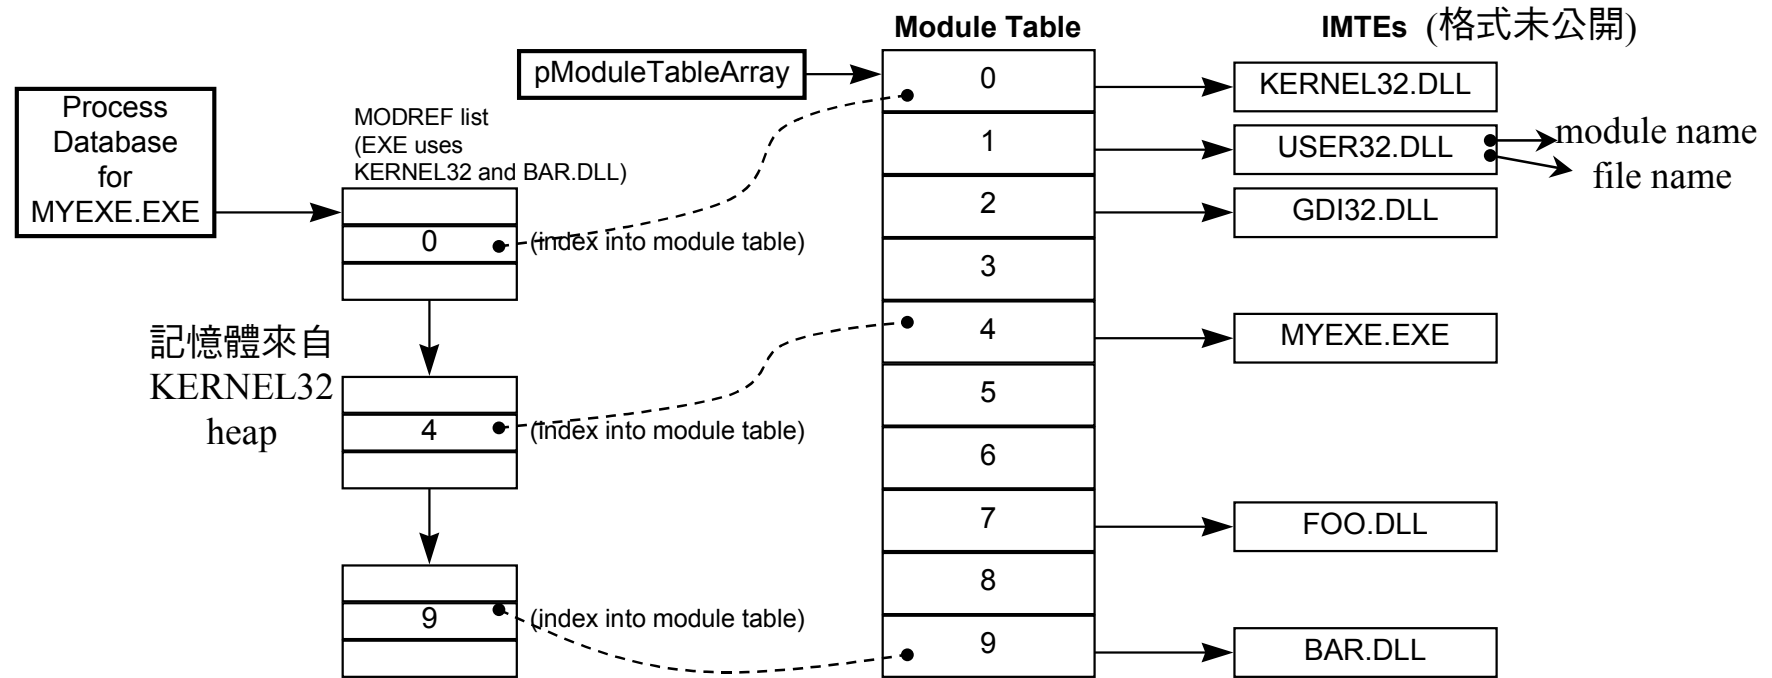 Module Table
IMTEs (格式未公開)
pModuleTableArray
Process
Database
for
MYEXE.EXE
MODREF list
(EXE uses
KERNEL32 and BAR.DLL)
0
(index into module table)
記憶體來自
KERNEL32
heap
4
(index into module table)
9
(index into module table)
0
1
2
3
4
5
6
7
8
9
KERNEL32.DLL
USER32.DLL
module name
file name
GDI32.DLL
MYEXE.EXE
FOO.DLL
BAR.DLL